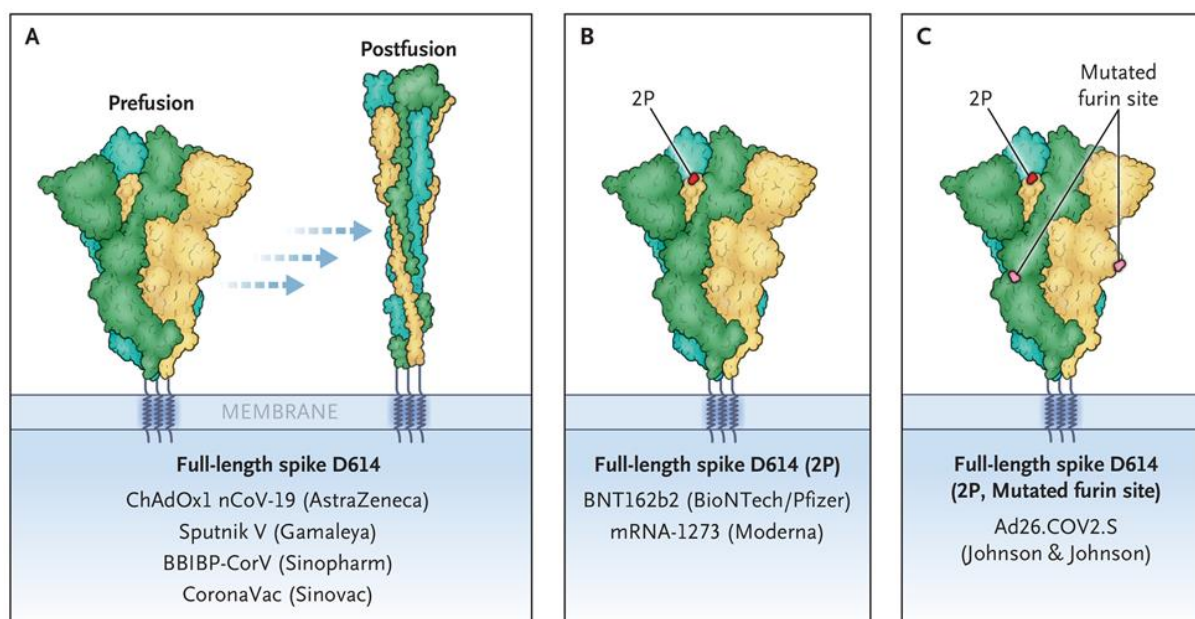 A
Prefusion
Postfusion
MEMBRANE
Full-length spike D614
ChAdOx1 nCoV-19 (AstraZeneca)
Sputnik V (Gamaleya)
BBIBP-CorV (Sinopharm)
CoronaVac (Sinovac)
B
2P
Full-length spike D614 (2P)
BNT162b2 (BioNTech/Pfizer)
mRNA-1273 (Moderna)
C
2P
Mutated
furin site
Full-length spike D614
(2P, Mutated furin site)
Ad26.COV2.S
(Johnson & Johnson)